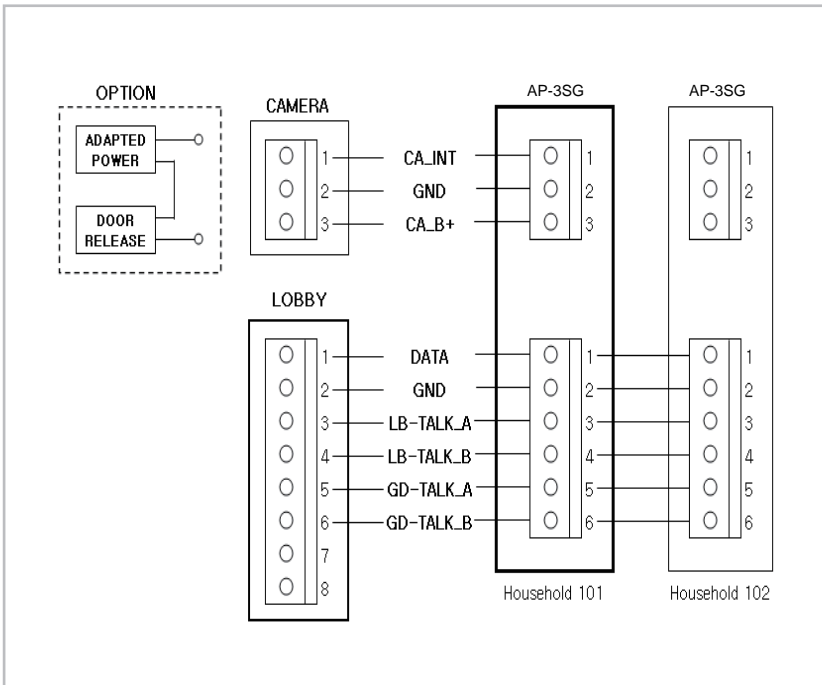 OPTION
ADAPTED
POWER
DOOR
RELEASE
CAMERA
1
2
3
CA_INT
GND
CA_B+
AP-3SG
1
2
3
AP-3SG
1
2
3
LOBBY
1
2
3
4
5
6
7
8
DATA
GND
LB-TALK_A
LB-TALK_B
GD-TALK_A
GD-TALK_B
1
2
3
4
5
6
Household 101
1
2
3
4
5
6
Household 102